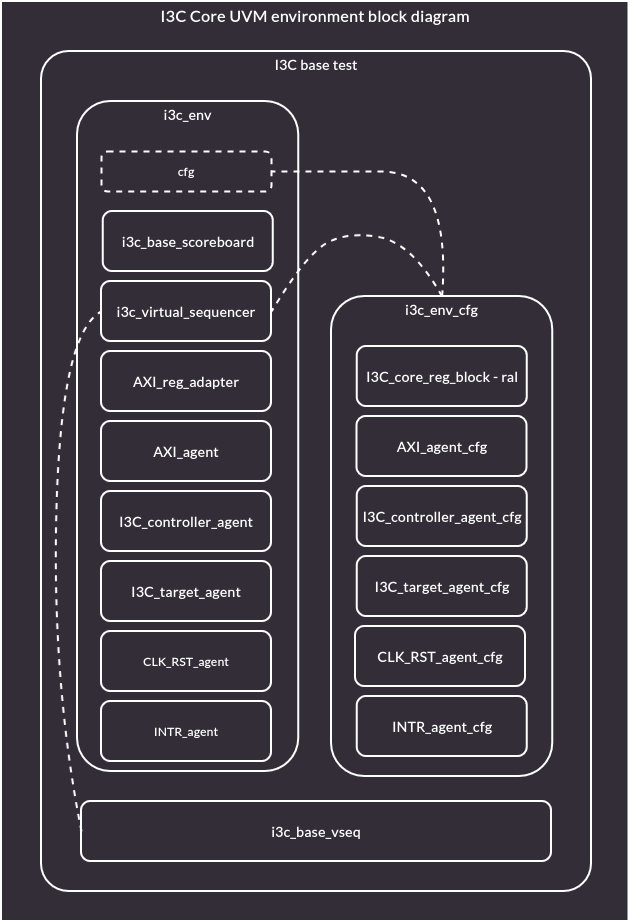 I3C Core UVM environment block diagram
I3C base test
i3c_env
cfg
i3c_base_scoreboard
i3c_virtual_sequencer
AXI_reg_adapter
AXI_agent
I3C_controller_agent
I3C_target_agent
CLK_RST_agent
INTR_agent
i3c_env_cfg
I3C_core_reg_block - ral
AXI_agent_cfg
I3C_controller_agent_cfg
I3C_target_agent_cfg
CLK_RST_agent_cfg
INTR_agent_cfg
i3c_base_vseq